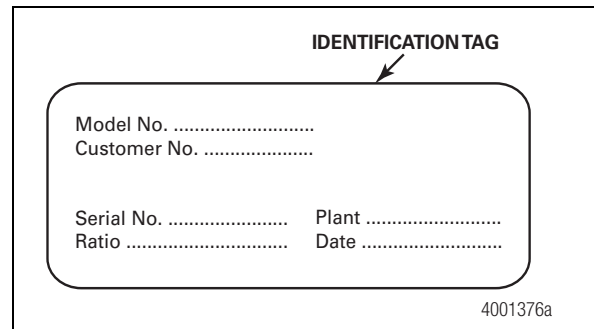 IDENTIFICATION TAG
Model No. ...........................
Customer No. .....................
Serial No. ....................... Plant ..........................
Ratio ............................... Date ...........................
4001376a